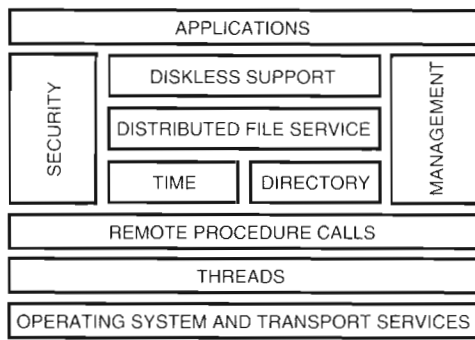 APPLICATIONS
SECURITY
DISKLESS SUPPORT
DISTRIBUTED FILE SERVICE
TIME
DIRECTORY
MANAGEMENT
REMOTE PROCEDURE CALLS
THREADS
OPERATING SYSTEM AND TRANSPORT SERVICES